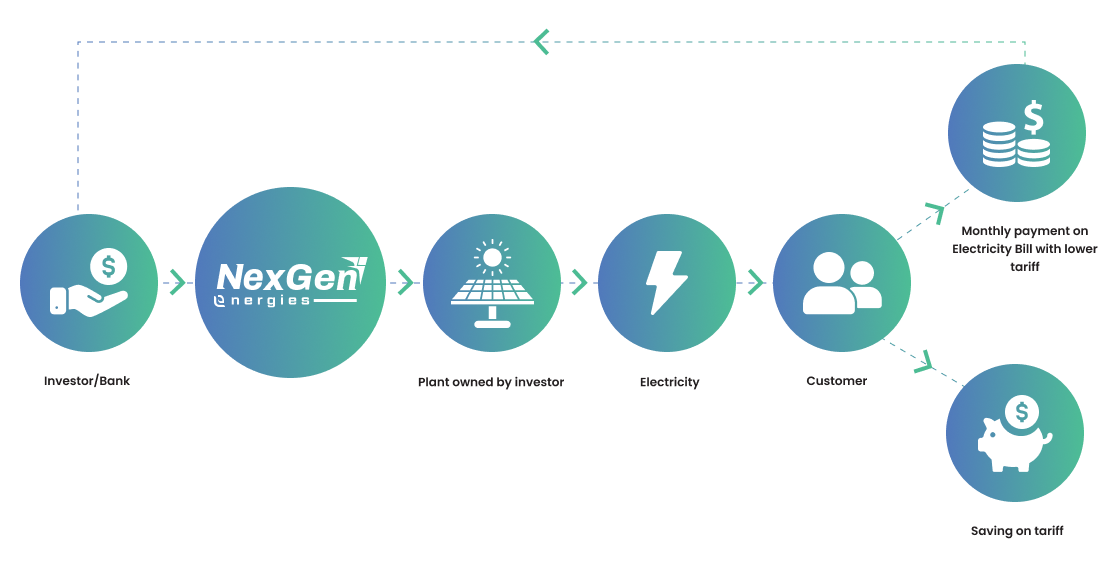 NexGen
energies
Investor/Bank
Plant owned by investor
Electricity
Customer
Monthly payment on
Electricity Bill with lower
tariff
Saving on tariff